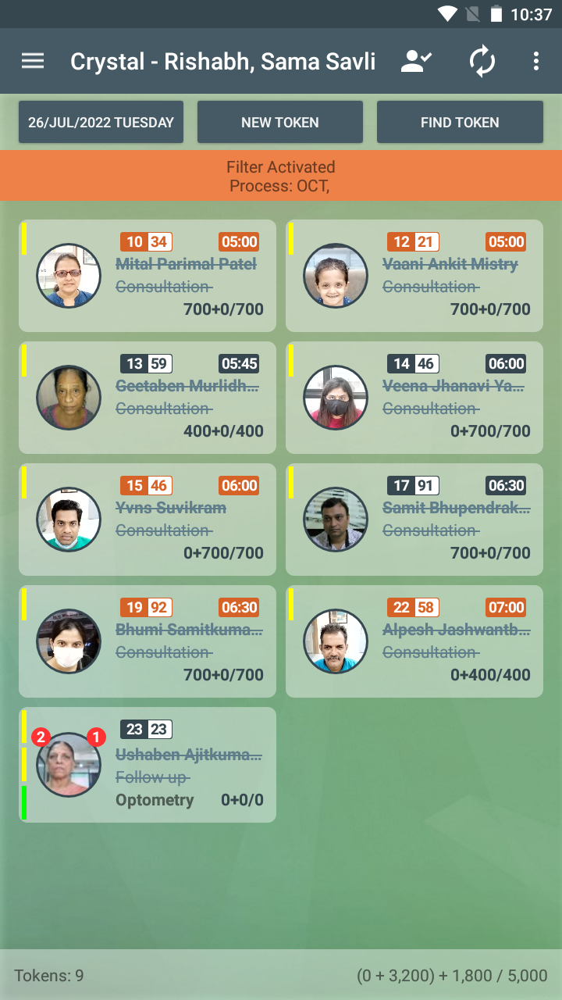 10:37
Crystal - Rishabh, Sama Savli
26/JUL/2022 TUESDAY
NEW TOKEN
FIND TOKEN
Filter Activated
Process: OCT,
10 34 05:00
Mital Parimal Patel
Consultation
700+0/700
12 21 05:00
Vaani Ankit Mistry
Consultation
700+0/700
13 59 05:45
Geetaben Murlidh...
Consultation
400+0/400
14 46 06:00
Veena Jhanavi Ya...
Consultation
0+700/700
15 46 06:00
Yvns Suvikram
Consultation
0+700/700
17 91 06:30
Samit Bhupendrak...
Consultation
700+0/700
19 92 06:30
Bhumi Samitkuma...
Consultation
700+0/700
22 58 07:00
Alpesh Jashwantb...
Consultation
0+400/400
2 1 23 23
Ushaben Ajitkuma...
Follow up
Optometry 0+0/0
Tokens: 9
(0 + 3,200) + 1,800 / 5,000